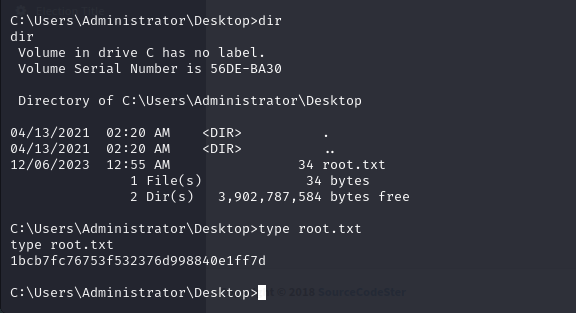 C:\Users\Administrator\Desktop>dir
dir
 Volume in drive C has no label.
 Volume Serial Number is 56DE-BA30

 Directory of C:\Users\Administrator\Desktop

04/13/2021  02:20 AM    <DIR>          .
04/13/2021  02:20 AM    <DIR>          ..
12/06/2023  12:55 AM                34 root.txt
               1 File(s)             34 bytes
               2 Dir(s)   3,902,787,584 bytes free

C:\Users\Administrator\Desktop>type root.txt
type root.txt
1bcb7fc76753f532376d998840e1ff7d

C:\Users\Administrator\Desktop>
© 2018 SourceCodeSter